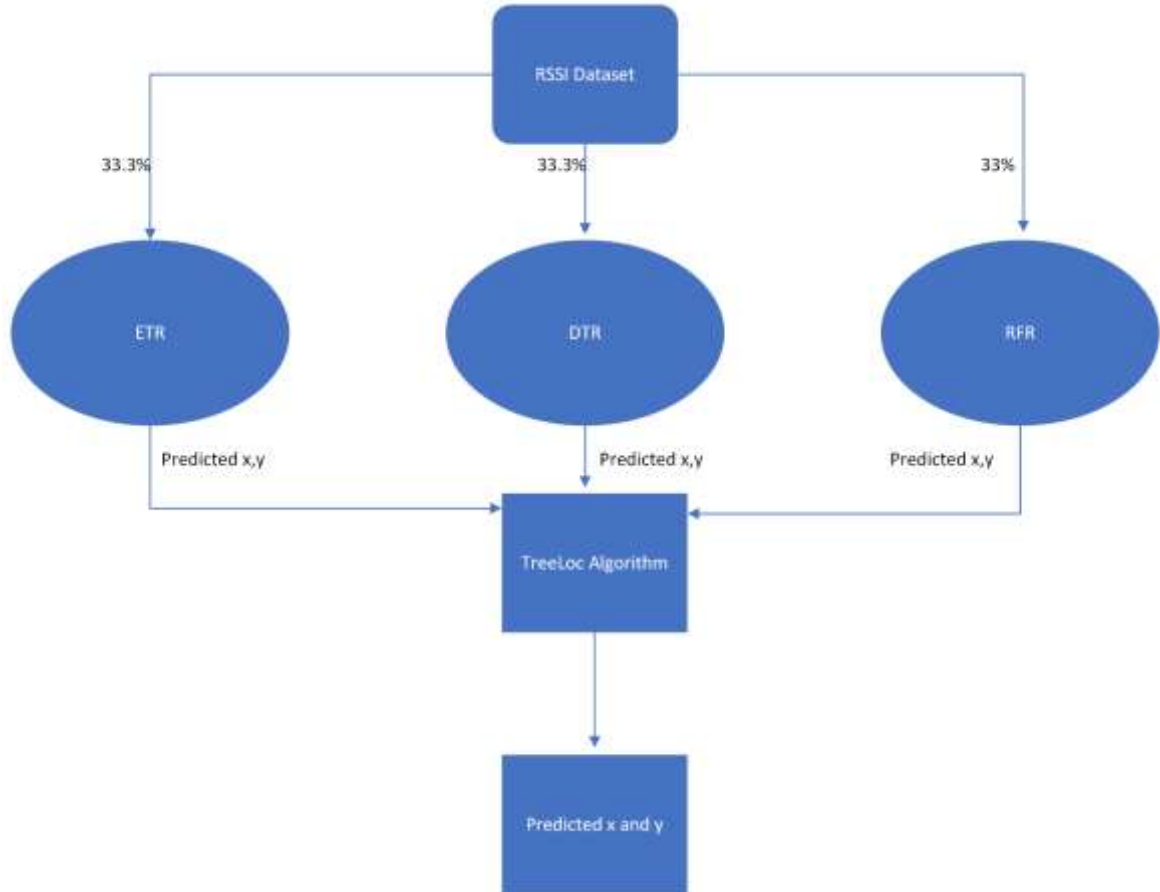 RSSI Dataset
33.3%
33.3%
33%
ETR
DTR
RFR
Predicted x,y
Predicted x,y
Predicted x,y
TreeLoc Algorithm
Predicted x and y